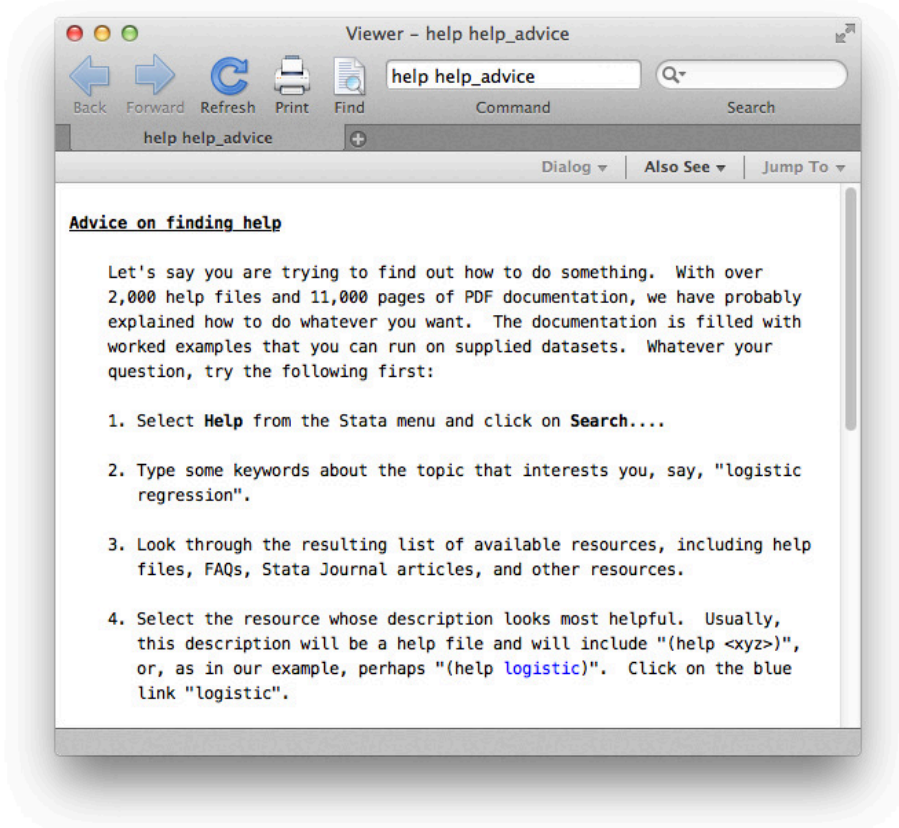 Viewer – help help_advice
help help_advice
Back Forward Refresh Print Find Command Search
help help_advice
Dialog Also See Jump To
Advice on finding help
Let's say you are trying to find out how to do something. With over
2,000 help files and 11,000 pages of PDF documentation, we have probably
explained how to do whatever you want. The documentation is filled with
worked examples that you can run on supplied datasets. Whatever your
question, try the following first:
1. Select Help from the Stata menu and click on Search....
2. Type some keywords about the topic that interests you, say, "logistic
regression".
3. Look through the resulting list of available resources, including help
files, FAQs, Stata Journal articles, and other resources.
4. Select the resource whose description looks most helpful. Usually,
this description will be a help file and will include "(help <xyz>)",
or, as in our example, perhaps "(help logistic)". Click on the blue
link "logistic".